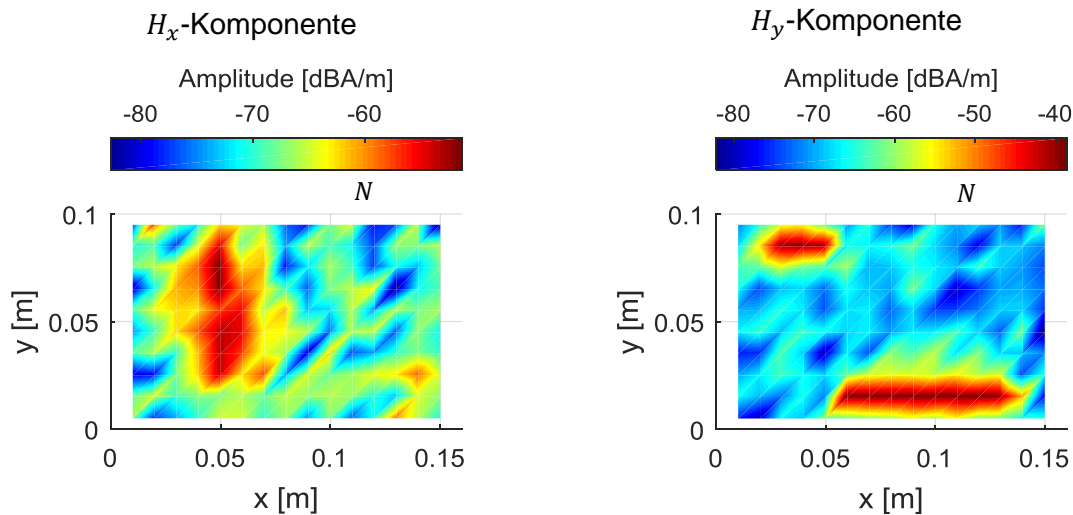 Hx-Komponente
Amplitude [dBA/m]
-80 -70 -60
N
0.1
0.05
0
y [m]
0 0.05 0.1 0.15
x [m]
Hy-Komponente
Amplitude [dBA/m]
-80 -70 -60 -50 -40
N
0.1
0.05
0
y [m]
0 0.05 0.1 0.15
x [m]